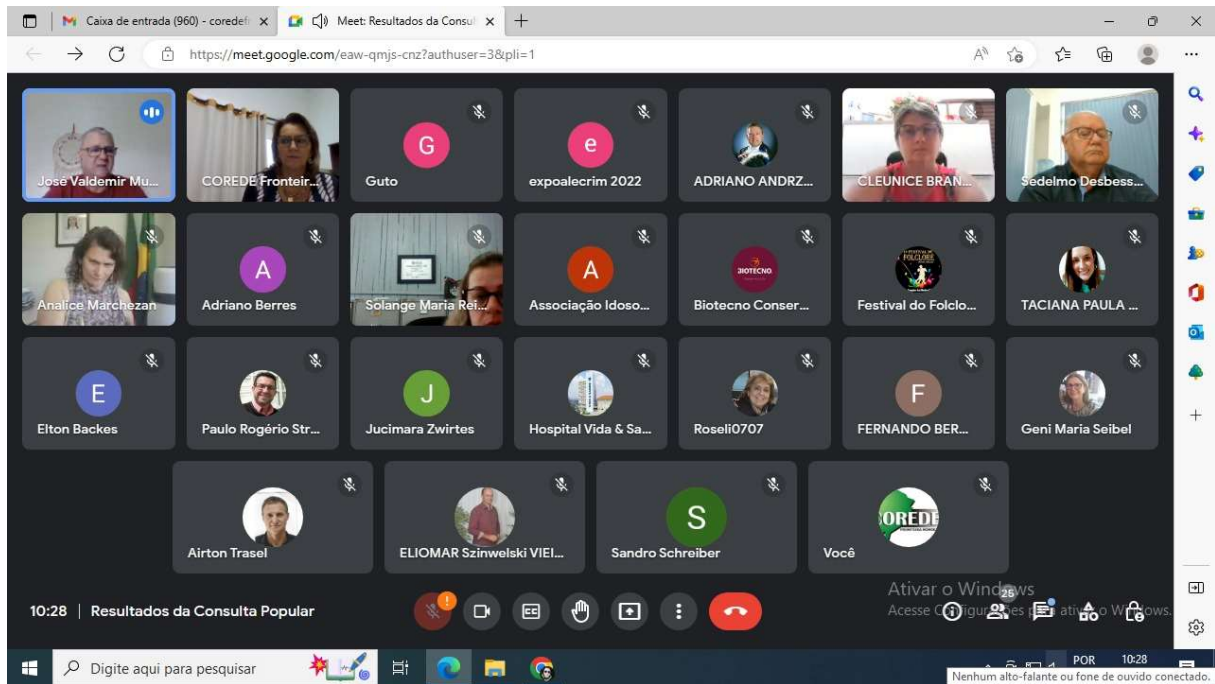 Caixa de entrada (960) - coredefr
Meet: Resultados da Consul
https://meet.google.com/eaw-qmjs-cnz?authuser=3&pli=1
José Valdemir Mu...
COREDE Fronteir...
G
Guto
e
expoalecrim 2022
ADRIANO ANDRZ...
CLEUNICE BRAN...
Sedelmo Desbess...
Analice Marchezan
A
Adriano Berres
Solange Maria Rei...
A
Associação Idoso...
BIOTECNO
Biotecno Conser...
FOLCLORE
Festival do Folclo...
TACIANA PAULA ...
E
Elton Backes
Paulo Rogério Str...
J
Jucimara Zwirtes
Hospital Vida & Sa...
Roseli0707
F
FERNANDO BER...
Geni Maria Seibel
Airton Trasel
ELIOMAR Szinwelski VIEI...
S
Sandro Schreiber
COREDE
Você
Ativar o Windows
10:28 | Resultados da Consulta Popular
CC
25
Digite aqui para pesquisar
POR
10:28
Nenhum alto-falante ou fone de ouvido conectado.